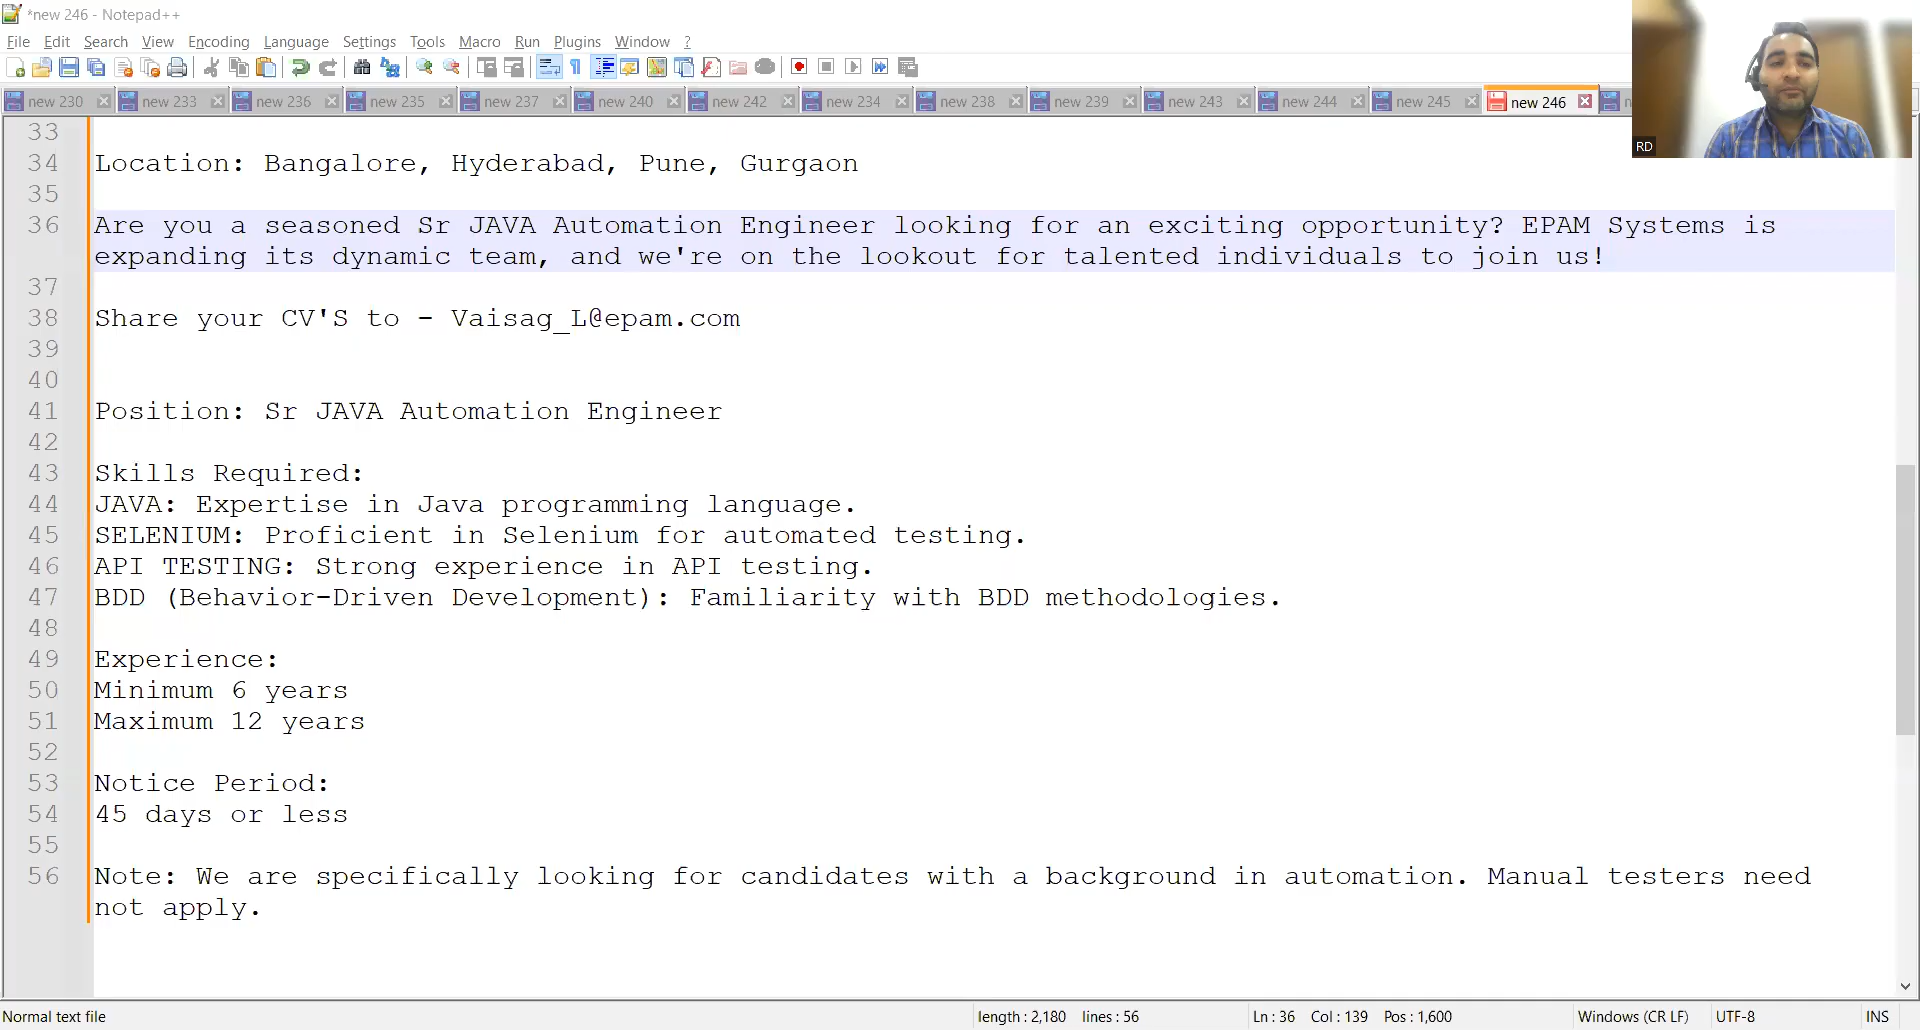 *new 246 - Notepad++
File Edit Search View Encoding Language Settings Tools Macro Run Plugins Window ?
new 230 new 233 new 236 new 235 new 237 new 240 new 242 new 234 new 238 new 239 new 243 new 244 new 245 new 246
RD
33
34 Location: Bangalore, Hyderabad, Pune, Gurgaon
35
36 Are you a seasoned Sr JAVA Automation Engineer looking for an exciting opportunity? EPAM Systems is
expanding its dynamic team, and we're on the lookout for talented individuals to join us!
37
38 Share your CV'S to - Vaisag_L@epam.com
39
40
41 Position: Sr JAVA Automation Engineer
42
43 Skills Required:
44 JAVA: Expertise in Java programming language.
45 SELENIUM: Proficient in Selenium for automated testing.
46 API TESTING: Strong experience in API testing.
47 BDD (Behavior-Driven Development): Familiarity with BDD methodologies.
48
49 Experience:
50 Minimum 6 years
51 Maximum 12 years
52
53 Notice Period:
54 45 days or less
55
56 Note: We are specifically looking for candidates with a background in automation. Manual testers need
not apply.
Normal text file length : 2,180 lines : 56 Ln : 36 Col : 139 Pos : 1,600 Windows (CR LF) UTF-8 INS